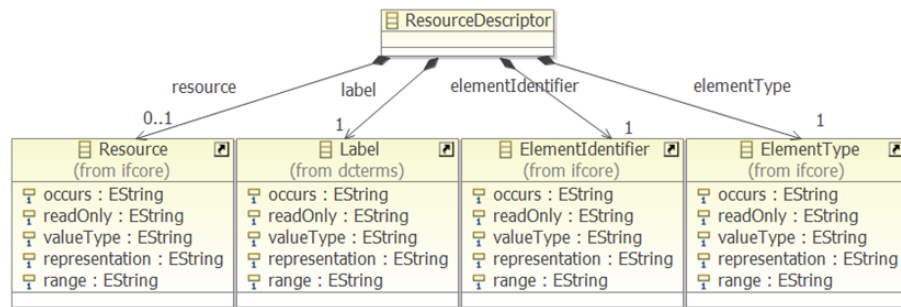 ResourceDescriptor
resource
label
elementIdentifier
elementType
0..1
1
1
1
Resource
(from ifcore)
occurs : EString
readOnly : EString
valueType : EString
representation : EString
range : EString
Label
(from dcterms)
occurs : EString
readOnly : EString
valueType : EString
representation : EString
range : EString
ElementIdentifier
(from ifcore)
occurs : EString
readOnly : EString
valueType : EString
representation : EString
range : EString
ElementType
(from ifcore)
occurs : EString
readOnly : EString
valueType : EString
representation : EString
range : EString